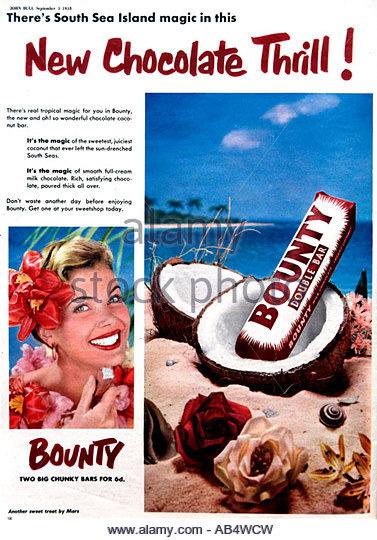 JOHN BULL September 5 1953
There's South Sea Island magic in this
New Chocolate Thrill!
There's real tropical magic for you in Bounty,
the new and ah! so wonderful chocolate coco-
nut bar.
It's the magic of the sweetest, juiciest
coconut that ever left the sun-drenched
South Seas.
It's the magic of smooth full-cream
milk chocolate. Rich, satisfying choco-
late, poured thick all over.
Don't waste another day before enjoying
Bounty. Get one at your sweetshop today.
BOUNTY
DOUBLE BAR
BOUNTY
alamy
stock photo
BOUNTY
TWO BIG CHUNKY BARS FOR 6d.
Another sweet treat by Mars
www.alamy.com - AB4WCW